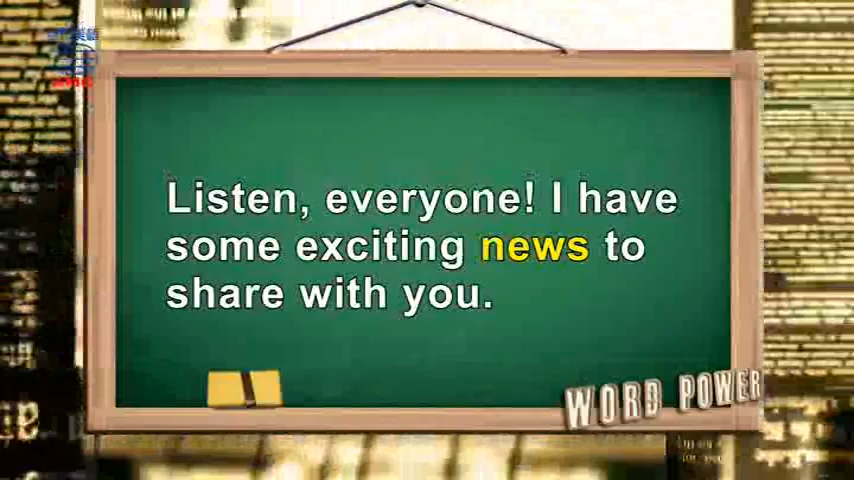 Listen, everyone! I have
some exciting news to
share with you.
WORD POWER